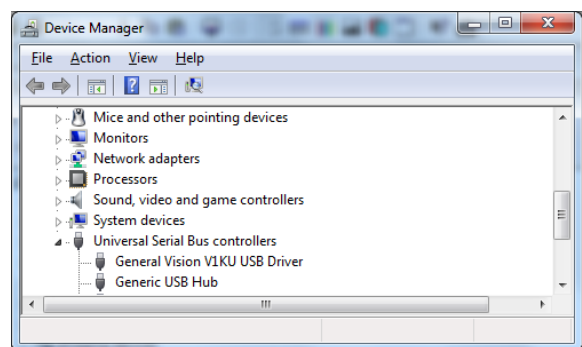 Device Manager
File Action View Help
Mice and other pointing devices
Monitors
Network adapters
Processors
Sound, video and game controllers
System devices
Universal Serial Bus controllers
General Vision V1KU USB Driver
Generic USB Hub